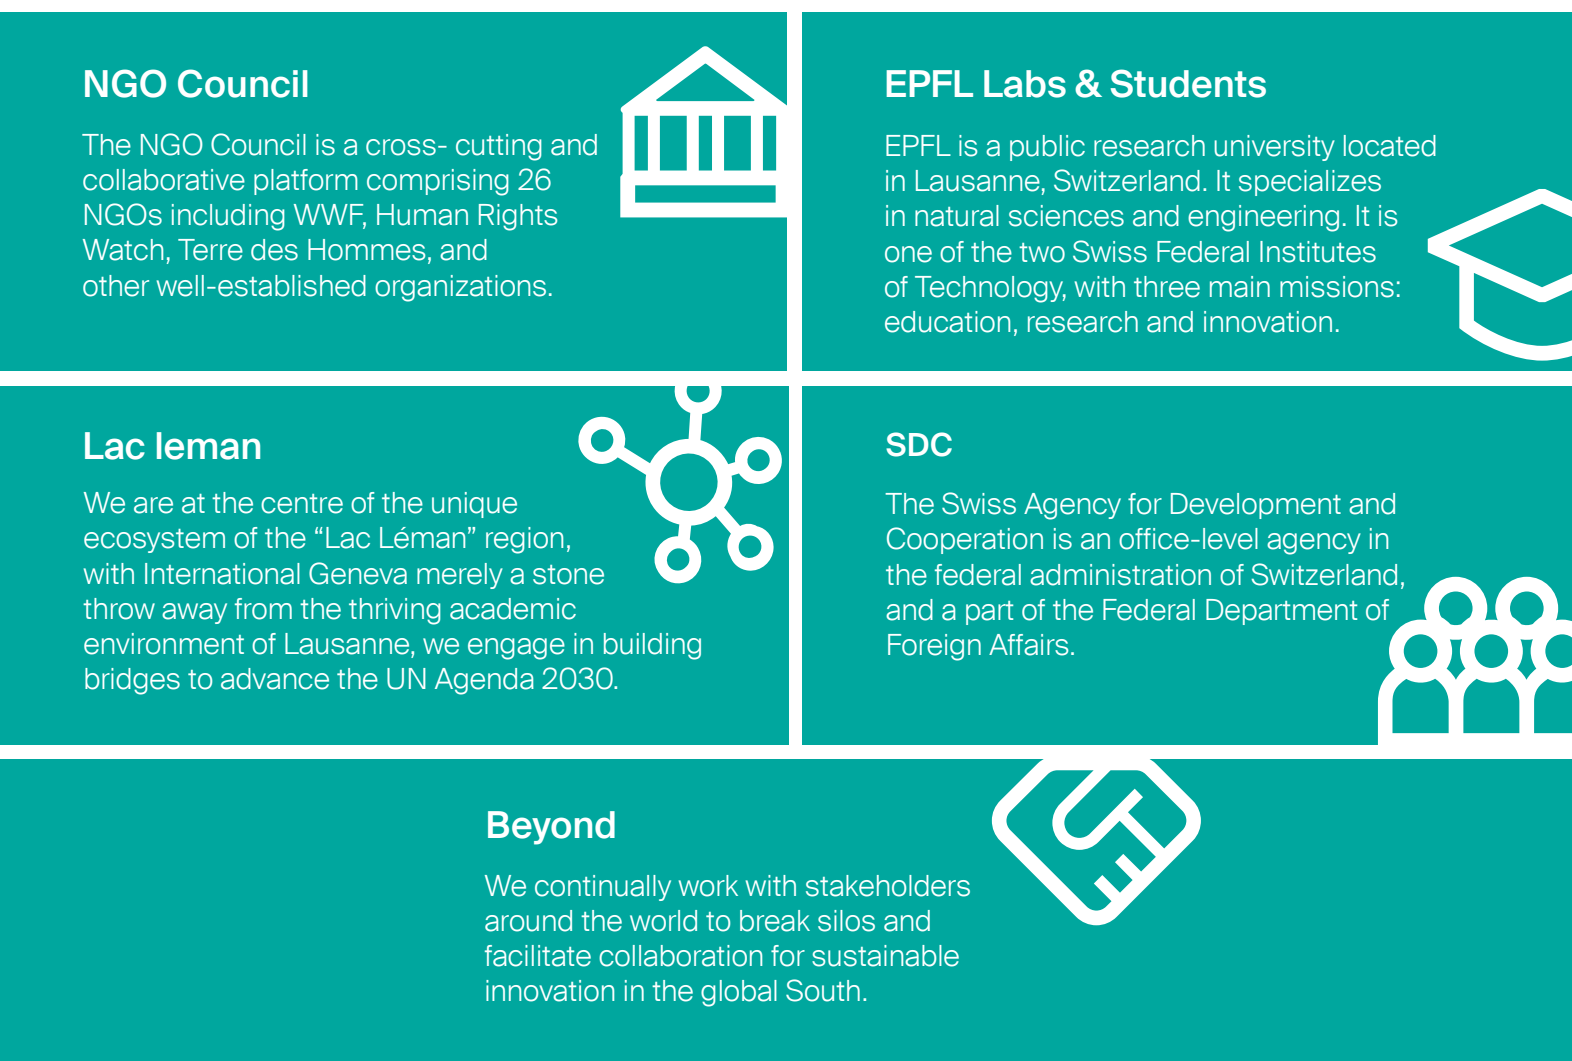 NGO Council
The NGO Council is a cross- cutting and
collaborative platform comprising 26
NGOs including WWF, Human Rights
Watch, Terre des Hommes, and
other well-established organizations.
EPFL Labs & Students
EPFL is a public research university located
in Lausanne, Switzerland. It specializes
in natural sciences and engineering. It is
one of the two Swiss Federal Institutes
of Technology, with three main missions:
education, research and innovation.
Lac leman
We are at the centre of the unique
ecosystem of the “Lac Léman” region,
with International Geneva merely a stone
throw away from the thriving academic
environment of Lausanne, we engage in building
bridges to advance the UN Agenda 2030.
SDC
The Swiss Agency for Development and
Cooperation is an office-level agency in
the federal administration of Switzerland,
and a part of the Federal Department of
Foreign Affairs.
Beyond
We continually work with stakeholders
around the world to break silos and
facilitate collaboration for sustainable
innovation in the global South.